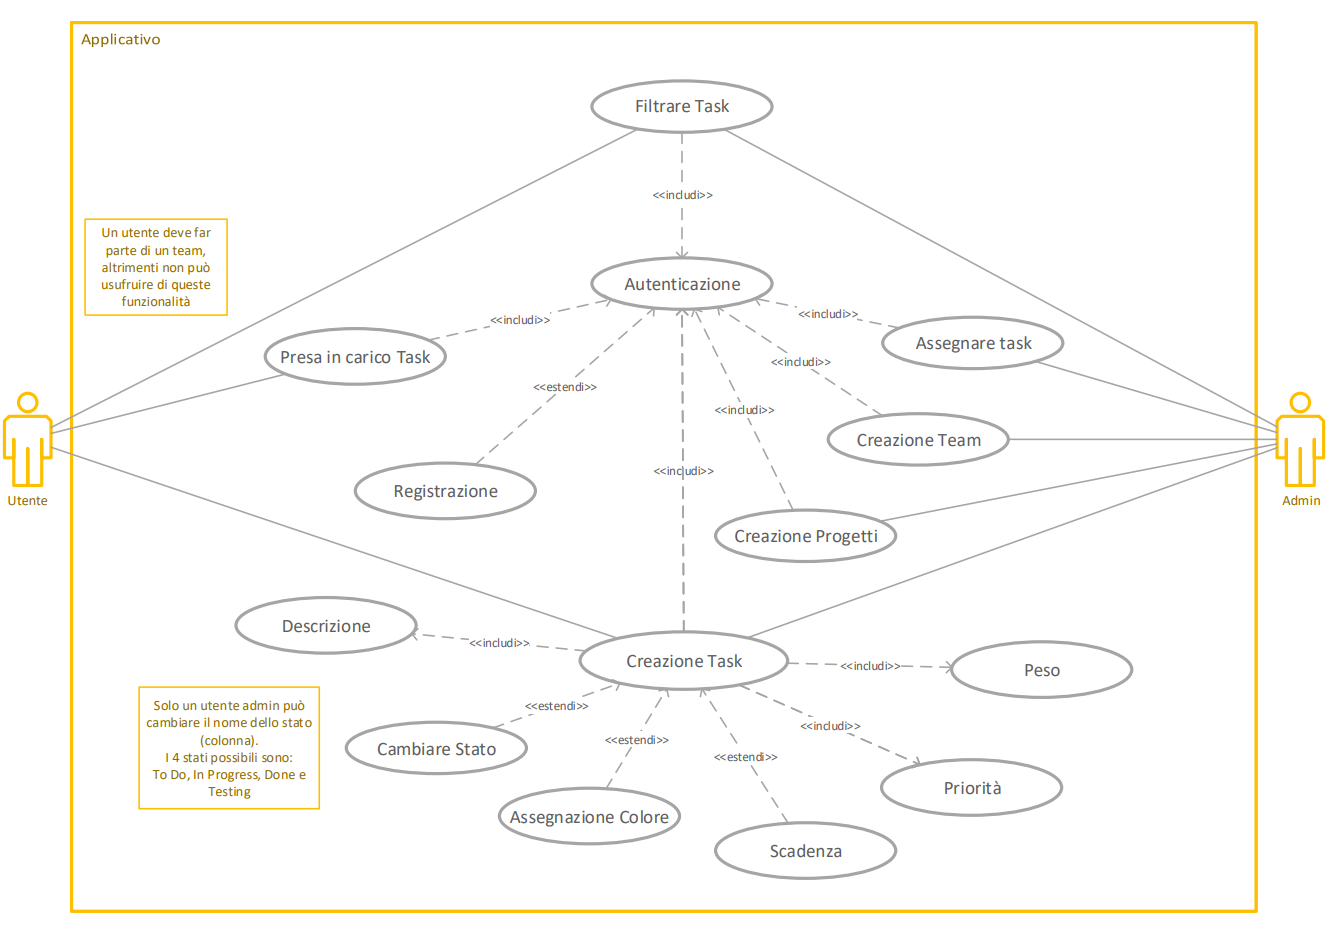 Applicativo
Filtrare Task
<<includi>>
Un utente deve far
parte di un team,
altrimenti non può
usufruire di queste
funzionalità
Autenticazione
<<includi>>
<<includi>>
Presa in carico Task
Assegnare task
<<includi>>
<<estendi>>
<<includi>>
Creazione Team
<<includi>>
Registrazione
Utente
Admin
Creazione Progetti
Descrizione
<<includi>>
Creazione Task
<<includi>>
Peso
Solo un utente admin può
cambiare il nome dello stato
(colonna).
I 4 stati possibili sono:
To Do, In Progress, Done e
Testing
<<estendi>>
<<includi>>
<<estendi>>
Cambiare Stato
<<estendi>>
Priorità
Assegnazione Colore
Scadenza